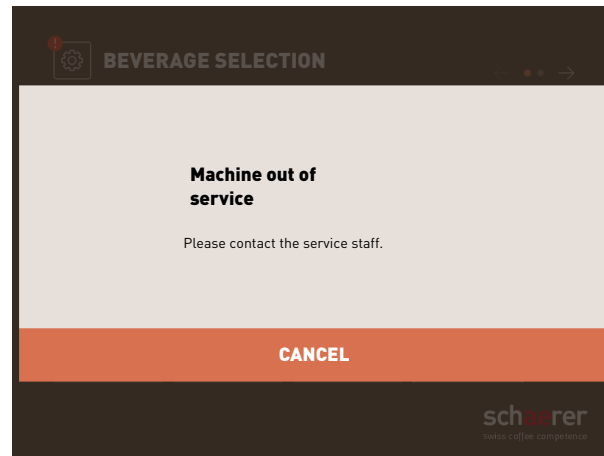 BEVERAGE SELECTION
Machine out of
service
Please contact the service staff.
CANCEL
schaerer
swiss coffee competence